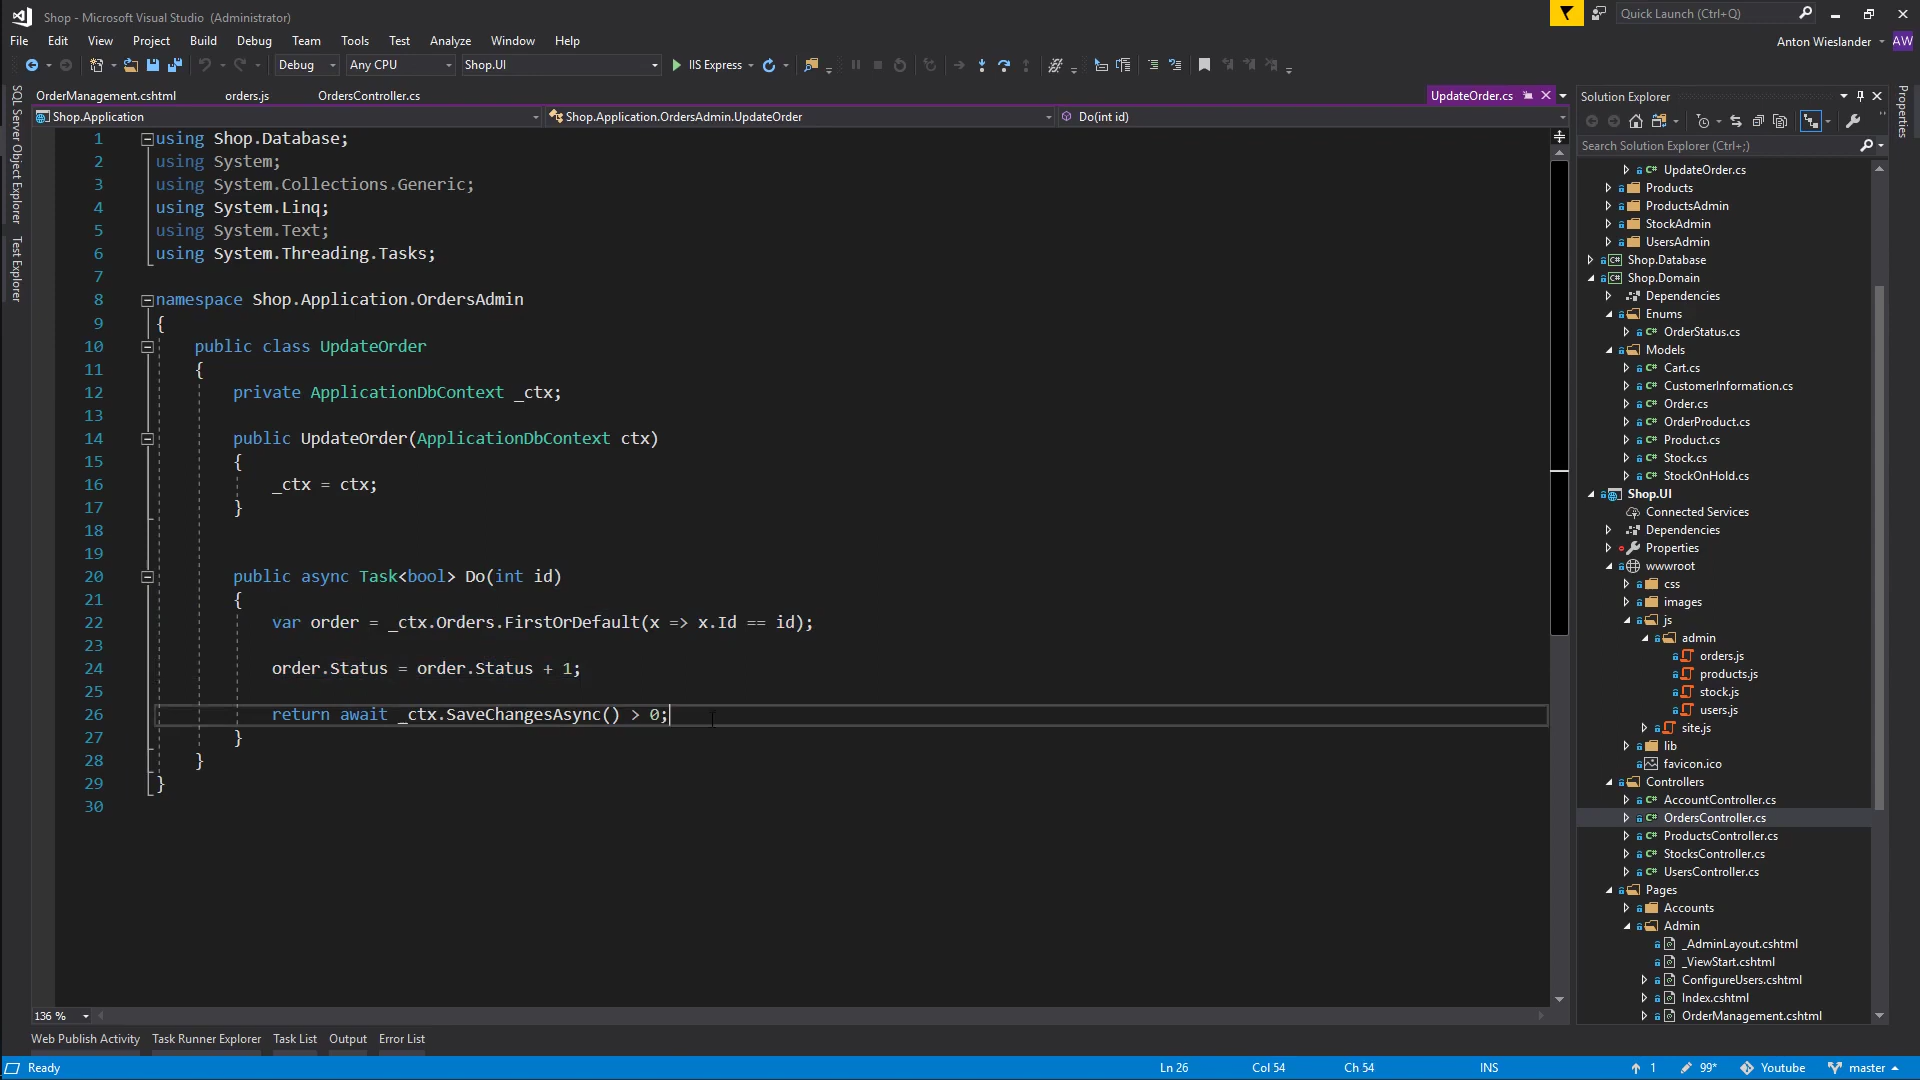 Shop - Microsoft Visual Studio (Administrator)
Quick Launch (Ctrl+Q)
File Edit View Project Build Debug Team Tools Test Analyze Window Help
Anton Wieslander AW
Debug Any CPU Shop.UI IIS Express
OrderManagement.cshtml orders.js OrdersController.cs UpdateOrder.cs
Shop.Application Shop.Application.OrdersAdmin.UpdateOrder Do(int id)
SQL Server Object Explorer
Test Explorer
1 using Shop.Database;
2 using System;
3 using System.Collections.Generic;
4 using System.Linq;
5 using System.Text;
6 using System.Threading.Tasks;
7
8 namespace Shop.Application.OrdersAdmin
9 {
10 public class UpdateOrder
11 {
12 private ApplicationDbContext _ctx;
13
14 public UpdateOrder(ApplicationDbContext ctx)
15 {
16 _ctx = ctx;
17 }
18
19
20 public async Task<bool> Do(int id)
21 {
22 var order = _ctx.Orders.FirstOrDefault(x => x.Id == id);
23
24 order.Status = order.Status + 1;
25
26 return await _ctx.SaveChangesAsync() > 0;
27 }
28 }
29 }
30
136 %
Solution Explorer
Search Solution Explorer (Ctrl+;)
C# UpdateOrder.cs
Products
ProductsAdmin
StockAdmin
UsersAdmin
C# Shop.Database
C# Shop.Domain
Dependencies
Enums
C# OrderStatus.cs
Models
C# Cart.cs
C# CustomerInformation.cs
C# Order.cs
C# OrderProduct.cs
C# Product.cs
C# Stock.cs
C# StockOnHold.cs
Shop.UI
Connected Services
Dependencies
Properties
wwwroot
css
images
js
admin
orders.js
products.js
stock.js
users.js
site.js
lib
favicon.ico
Controllers
C# AccountController.cs
C# OrdersController.cs
C# ProductsController.cs
C# StocksController.cs
C# UsersController.cs
Pages
Accounts
Admin
_AdminLayout.cshtml
_ViewStart.cshtml
ConfigureUsers.cshtml
Index.cshtml
OrderManagement.cshtml
Properties
Web Publish Activity Task Runner Explorer Task List Output Error List
Ready Ln 26 Col 54 Ch 54 INS 1 99* Youtube master